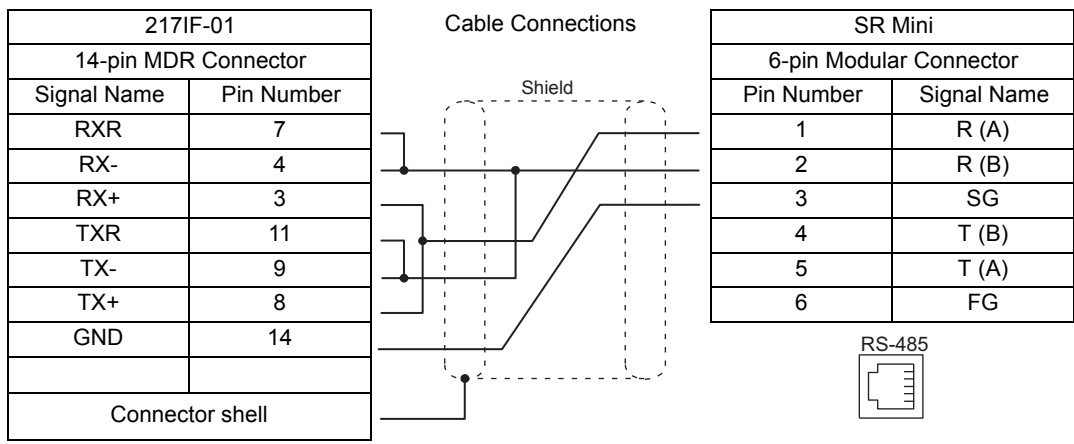 217IF-01 Cable Connections SR Mini
14-pin MDR Connector 6-pin Modular Connector
Signal Name Pin Number Shield Pin Number Signal Name
RXR 7 1 R (A)
RX- 4 2 R (B)
RX+ 3 3 SG
TXR 11 4 T (B)
TX- 9 5 T (A)
TX+ 8 6 FG
GND 14
RS-485
Connector shell